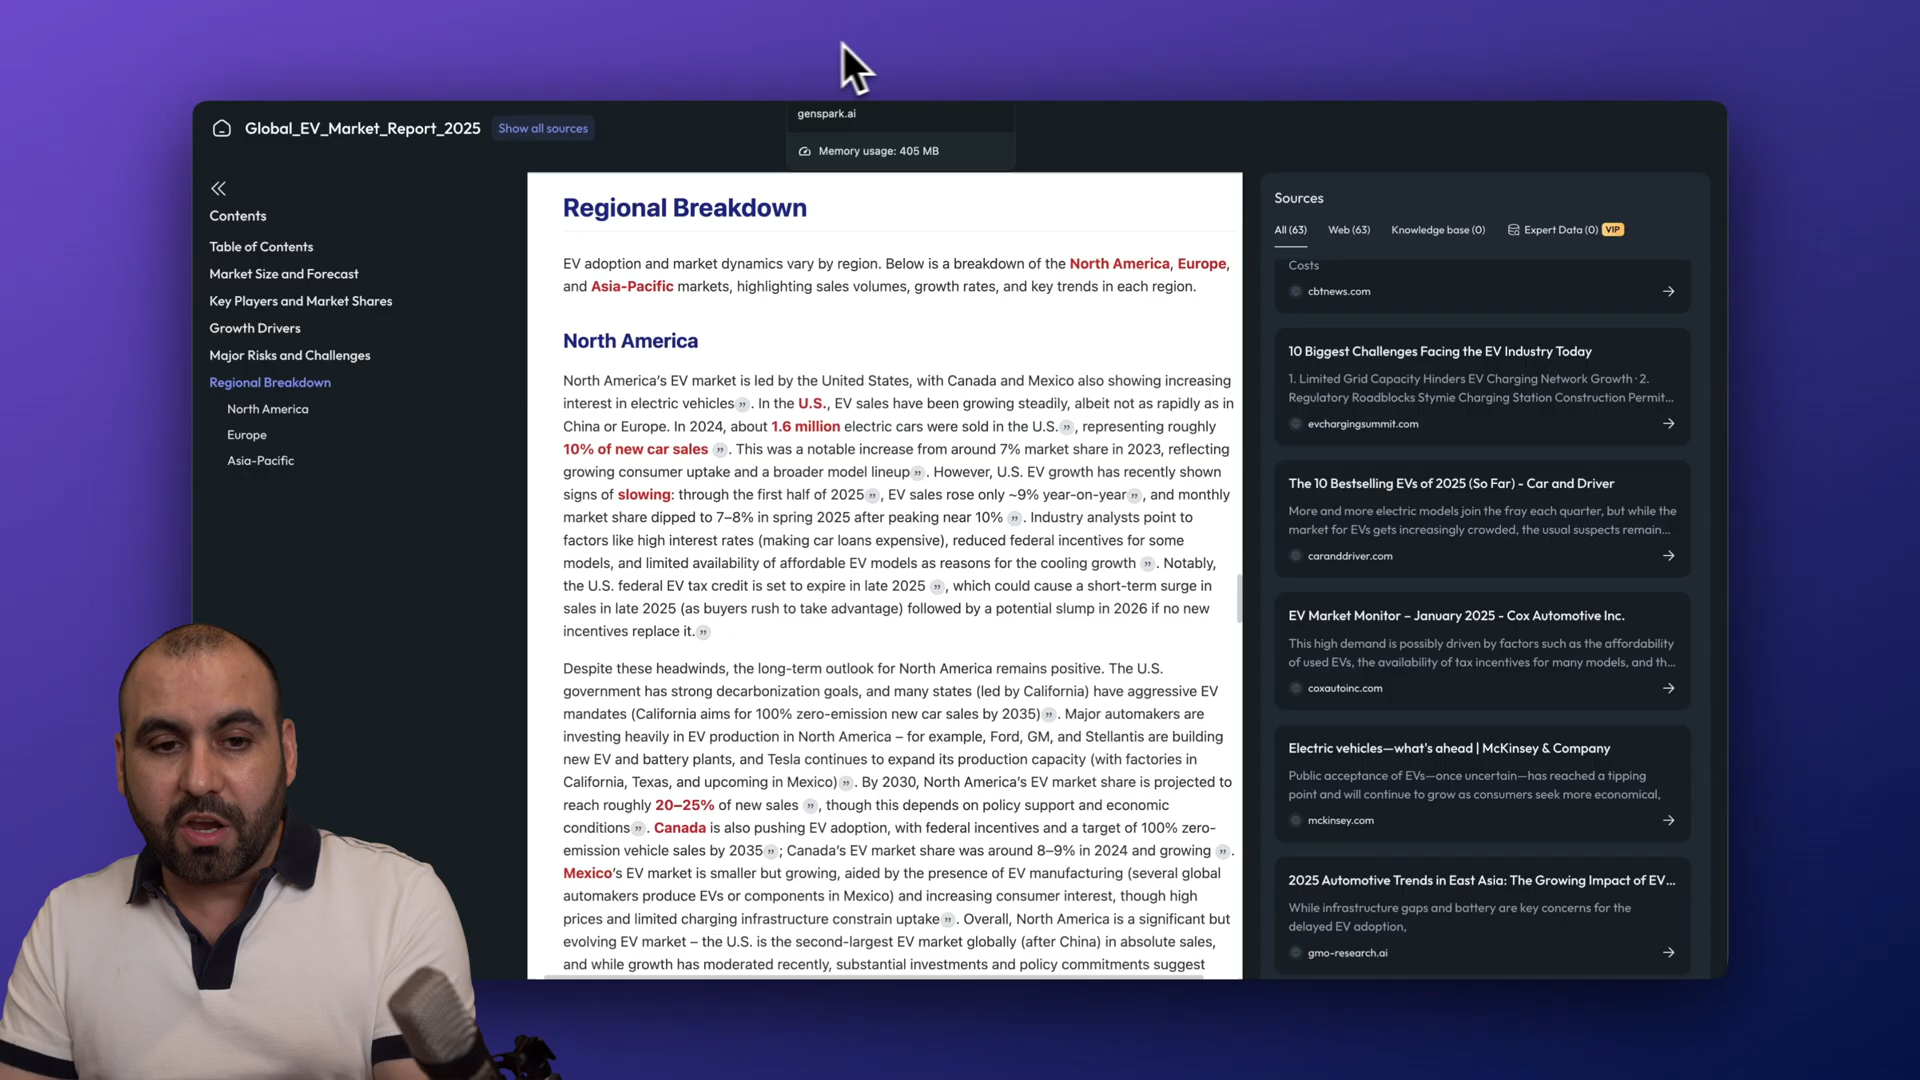 genspark.ai
Memory usage: 405 MB
Global_EV_Market_Report_2025
Show all sources
Contents
Table of Contents
Market Size and Forecast
Key Players and Market Shares
Growth Drivers
Major Risks and Challenges
Regional Breakdown
North America
Europe
Asia-Pacific
Regional Breakdown
EV adoption and market dynamics vary by region. Below is a breakdown of the North America, Europe,
and Asia-Pacific markets, highlighting sales volumes, growth rates, and key trends in each region.
North America
North America’s EV market is led by the United States, with Canada and Mexico also showing increasing
interest in electric vehicles”. In the U.S., EV sales have been growing steadily, albeit not as rapidly as in
China or Europe. In 2024, about 1.6 million electric cars were sold in the U.S.”, representing roughly
10% of new car sales ”. This was a notable increase from around 7% market share in 2023, reflecting
growing consumer uptake and a broader model lineup”. However, U.S. EV growth has recently shown
signs of slowing: through the first half of 2025”, EV sales rose only ~9% year-on-year”, and monthly
market share dipped to 7–8% in spring 2025 after peaking near 10% ”. Industry analysts point to
factors like high interest rates (making car loans expensive), reduced federal incentives for some
models, and limited availability of affordable EV models as reasons for the cooling growth ”. Notably,
the U.S. federal EV tax credit is set to expire in late 2025 ”, which could cause a short-term surge in
sales in late 2025 (as buyers rush to take advantage) followed by a potential slump in 2026 if no new
incentives replace it.”
Despite these headwinds, the long-term outlook for North America remains positive. The U.S.
government has strong decarbonization goals, and many states (led by California) have aggressive EV
mandates (California aims for 100% zero-emission new car sales by 2035)”. Major automakers are
investing heavily in EV production in North America – for example, Ford, GM, and Stellantis are building
new EV and battery plants, and Tesla continues to expand its production capacity (with factories in
California, Texas, and upcoming in Mexico)”. By 2030, North America’s EV market share is projected to
reach roughly 20–25% of new sales ”, though this depends on policy support and economic
conditions”. Canada is also pushing EV adoption, with federal incentives and a target of 100% zero-
emission vehicle sales by 2035”; Canada’s EV market share was around 8–9% in 2024 and growing ”.
Mexico’s EV market is smaller but growing, aided by the presence of EV manufacturing (several global
automakers produce EVs or components in Mexico) and increasing consumer interest, though high
prices and limited charging infrastructure constrain uptake”. Overall, North America is a significant but
evolving EV market – the U.S. is the second-largest EV market globally (after China) in absolute sales,
and while growth has moderated recently, substantial investments and policy commitments suggest
Sources
All (63) Web (63) Knowledge base (0) Expert Data (0) VIP
Costs
cbtnews.com
10 Biggest Challenges Facing the EV Industry Today
1. Limited Grid Capacity Hinders EV Charging Network Growth · 2.
Regulatory Roadblocks Stymie Charging Station Construction Permit...
evchargingsummit.com
The 10 Bestselling EVs of 2025 (So Far) - Car and Driver
More and more electric models join the fray each quarter, but while the
market for EVs gets increasingly crowded, the usual suspects remain...
caranddriver.com
EV Market Monitor – January 2025 - Cox Automotive Inc.
This high demand is possibly driven by factors such as the affordability
of used EVs, the availability of tax incentives for many models, and th...
coxautoinc.com
Electric vehicles—what's ahead | McKinsey & Company
Public acceptance of EVs—once uncertain—has reached a tipping
point and will continue to grow as consumers seek more economical,
mckinsey.com
2025 Automotive Trends in East Asia: The Growing Impact of EV...
While infrastructure gaps and battery are key concerns for the
delayed EV adoption,
gmo-research.ai